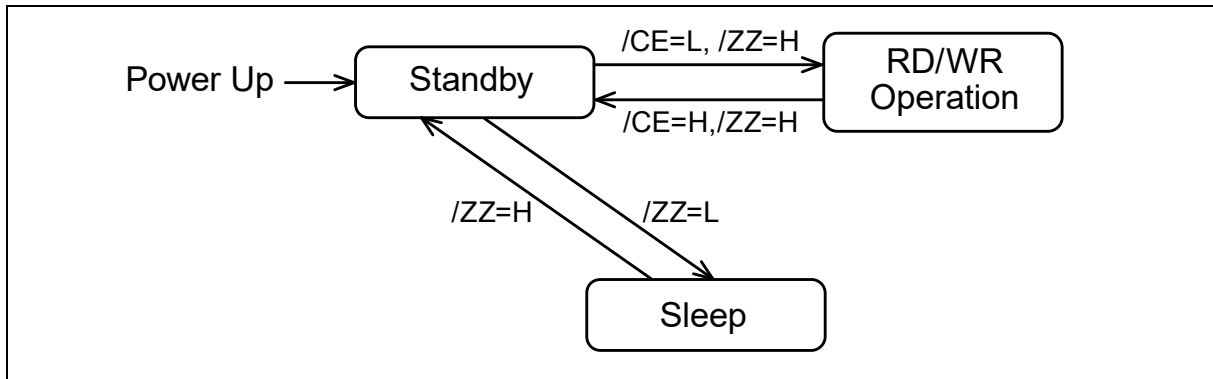 /CE=L, /ZZ=H
Power Up
Standby
RD/WR
Operation
/CE=H,/ZZ=H
/ZZ=H
/ZZ=L
Sleep